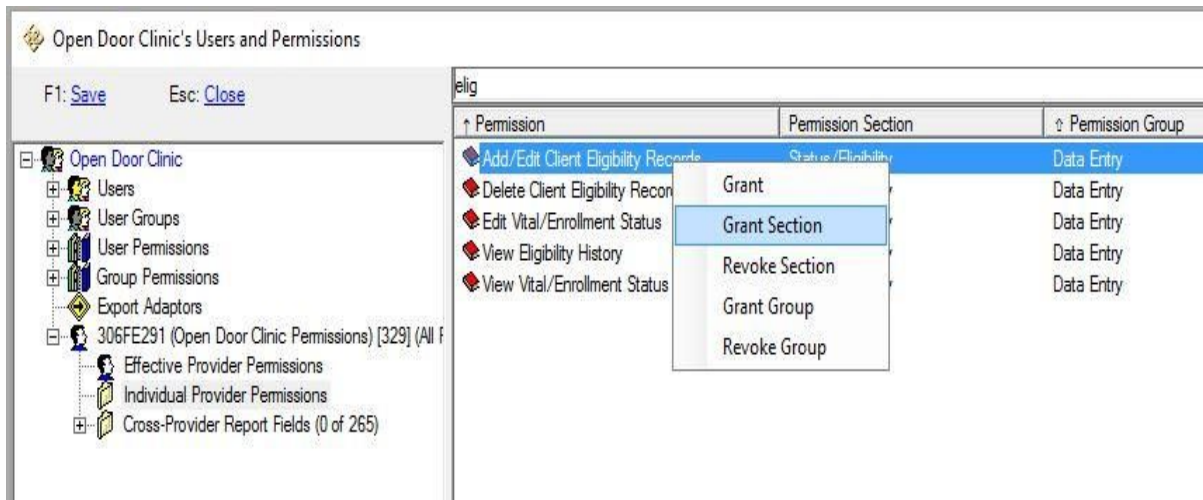 Open Door Clinic's Users and Permissions
F1: Save Esc: Close
elig
Permission Permission Section Permission Group
Open Door Clinic
Users
User Groups
User Permissions
Group Permissions
Export Adaptors
306FE291 (Open Door Clinic Permissions) [329] (All
Effective Provider Permissions
Individual Provider Permissions
Cross-Provider Report Fields (0 of 265)
Add/Edit Client Eligibility Records Status/Eligibility Data Entry
Delete Client Eligibility Recor Data Entry
Edit Vital/Enrollment Status Data Entry
View Eligibility History Data Entry
View Vital/Enrollment Status Data Entry
Grant
Grant Section
Revoke Section
Grant Group
Revoke Group